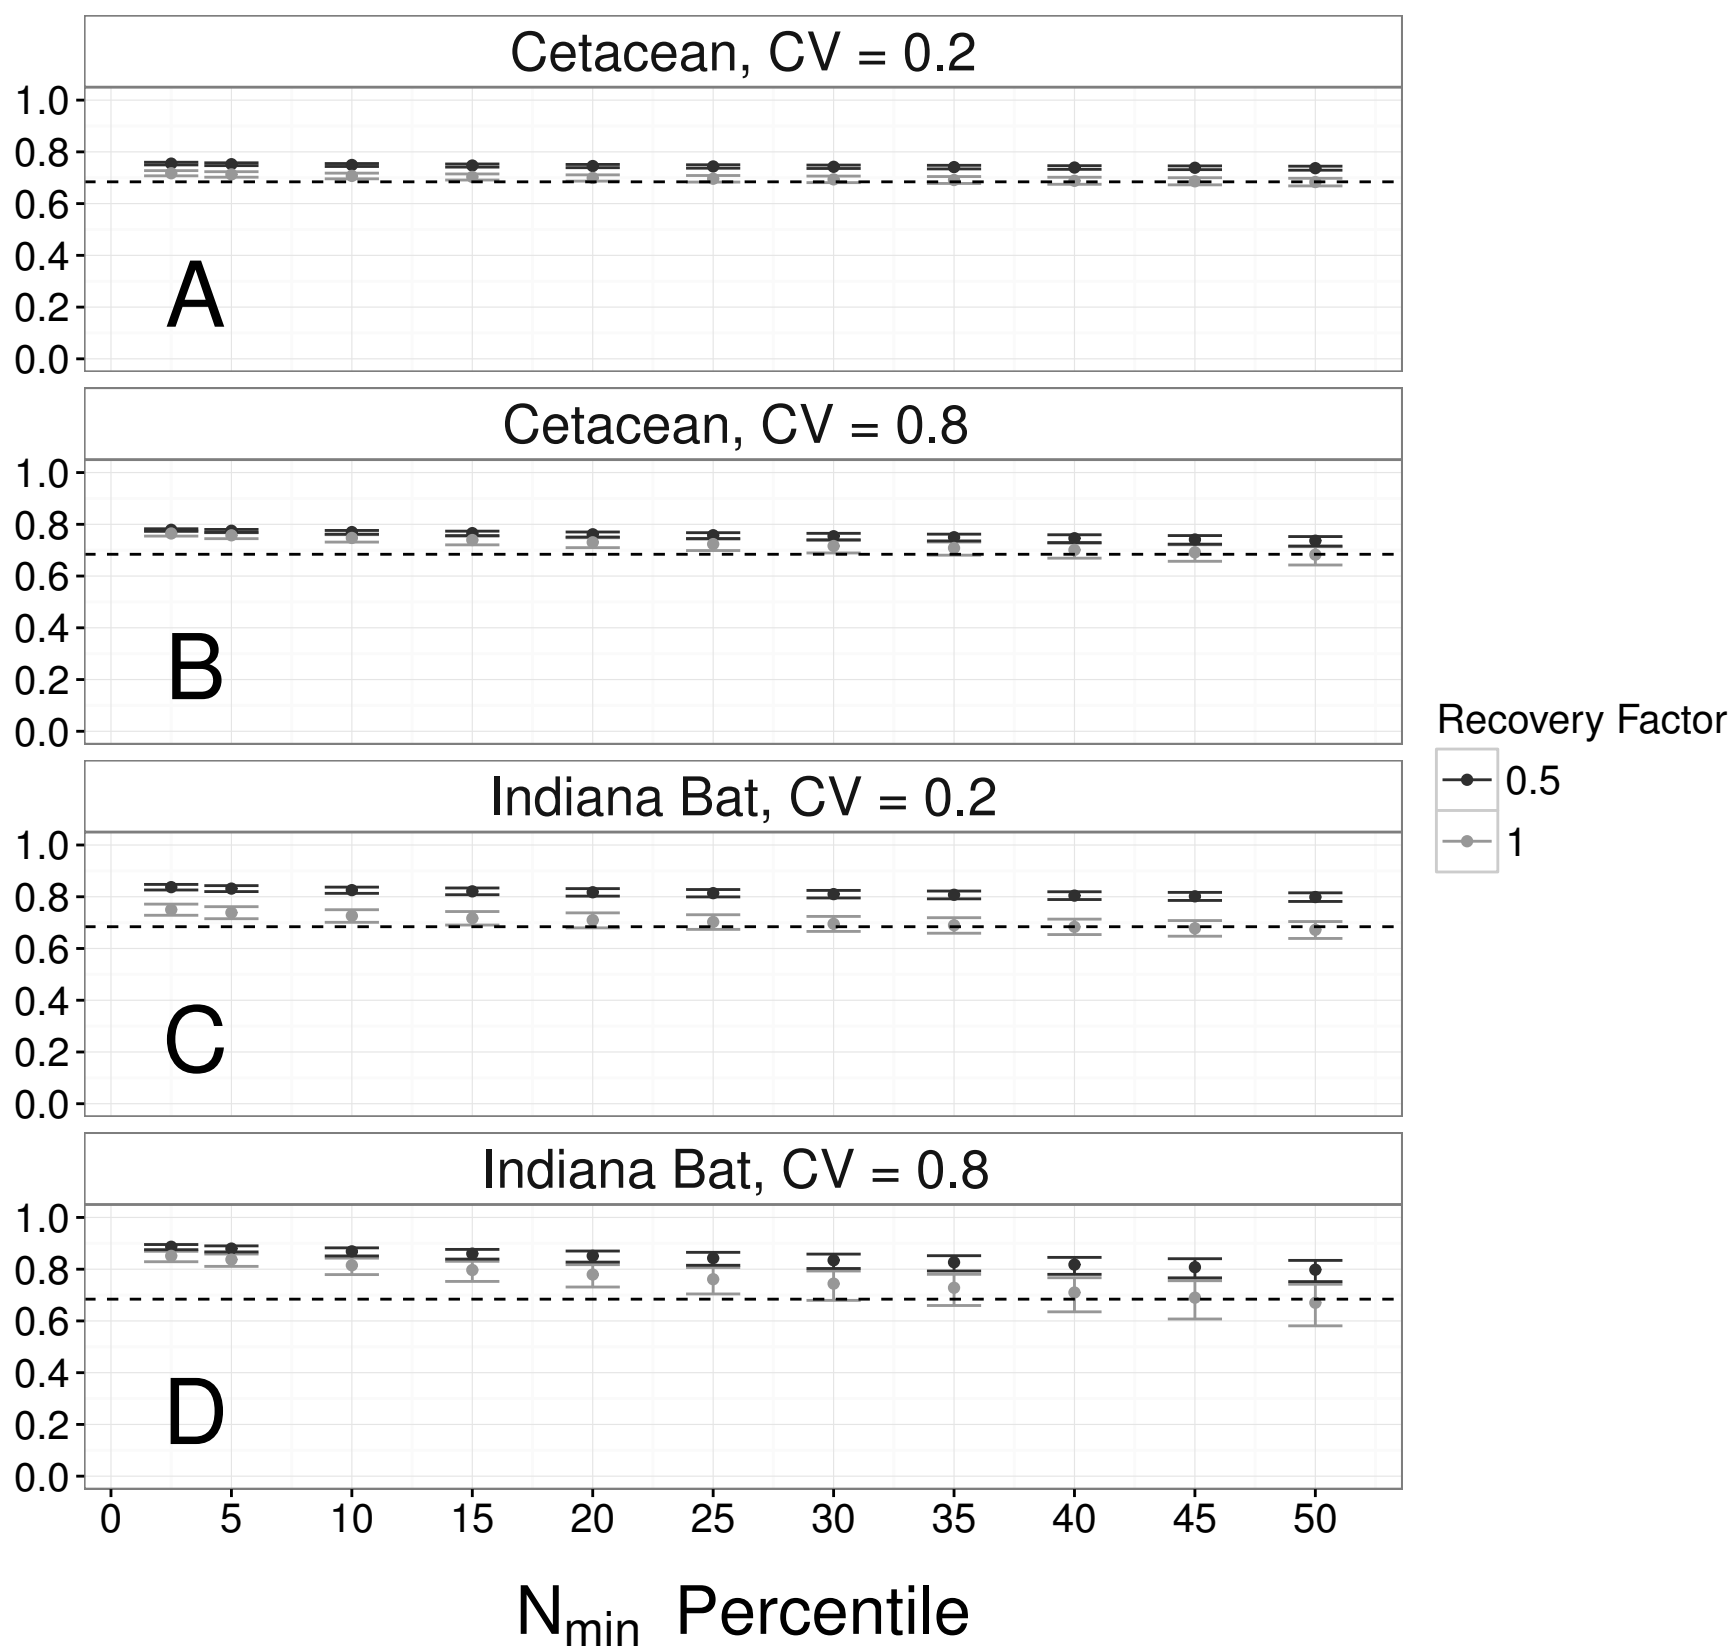 Cetacean, CV = 0.2
1.0
0.8
0.6
0.4
0.2
0.0
A
Cetacean, CV = 0.8
1.0
0.8
0.6
0.4
0.2
0.0
B
Indiana Bat, CV = 0.2
1.0
0.8
0.6
0.4
0.2
0.0
C
Indiana Bat, CV = 0.8
1.0
0.8
0.6
0.4
0.2
0.0
D
0 5 10 15 20 25 30 35 40 45 50
Nmin Percentile
Recovery Factor
0.5
1